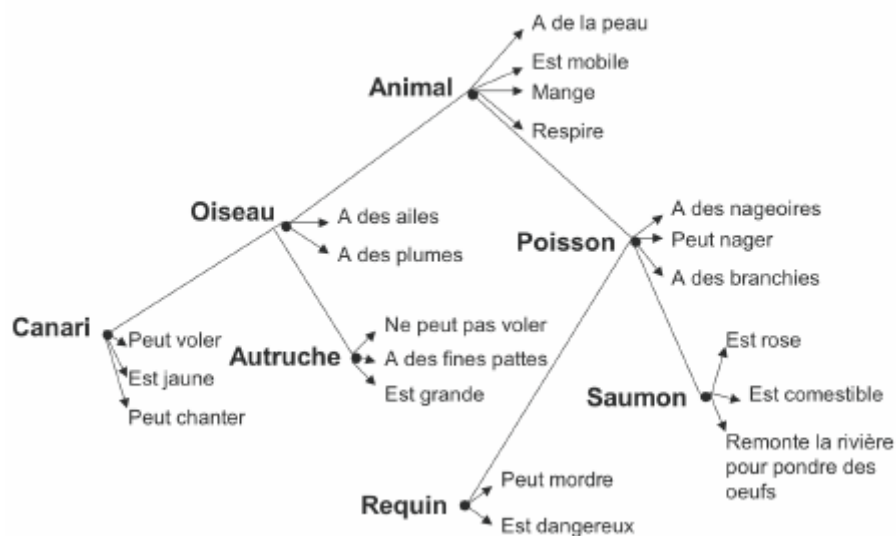 A de la peau
Est mobile
Animal
Mange
Respire
Oiseau
A des ailes
A des plumes
A des nageoires
Poisson
Peut nager
A des branchies
Canari
Peut voler
Est jaune
Peut chanter
Ne peut pas voler
Autruche
A des fines pattes
Est grande
Est rose
Saumon
Est comestible
Remonte la rivière
pour pondre des
oeufs
Peut mordre
Requin
Est dangereux